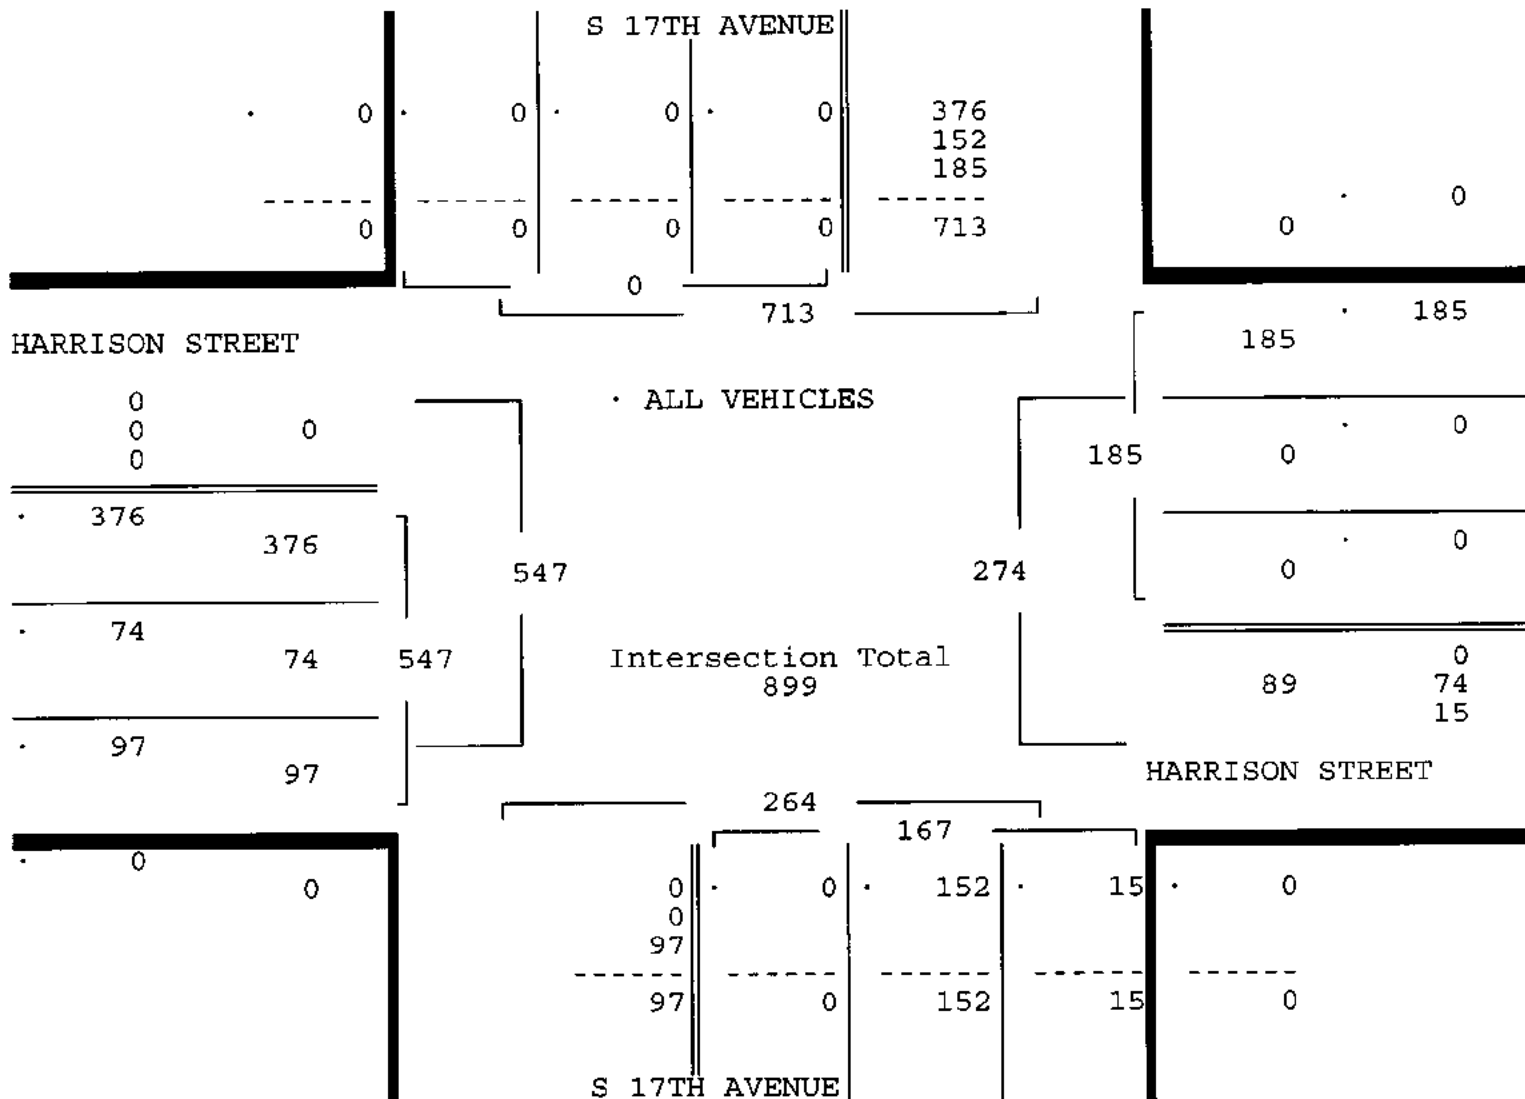 S 17TH AVENUE
· 0 · 0 · 0 · 0 376
152
185
· 0
------ ------ ------ ------ ------
0 0 0 0 713
0
0
713
· 185
HARRISON STREET
185
0
· ALL VEHICLES
0 0
· 0
0
185 0
· 376
376
· 0
547 274 0
· 74
74 547
Intersection Total
0
899
89 74
15
· 97
97
HARRISON STREET
264
167
· 0
0
0 · 0 · 152 · 15 · 0
0
97
------ ------ ------ ------ ------
97 0 152 15 0
S 17TH AVENUE